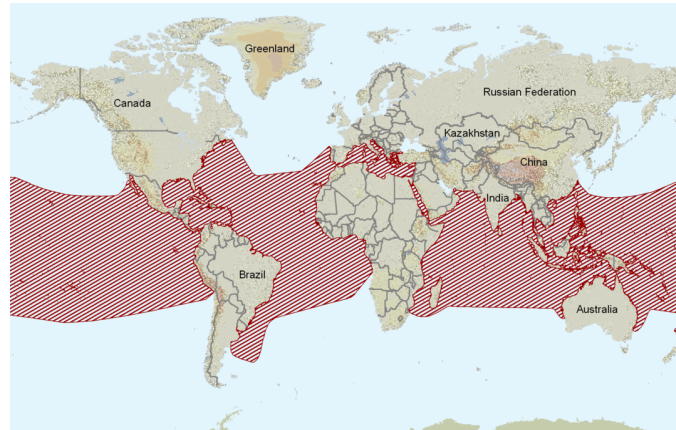 Greenland
Russian Federation
Canada
Kazakhstan
China
India
Brazil
Australia